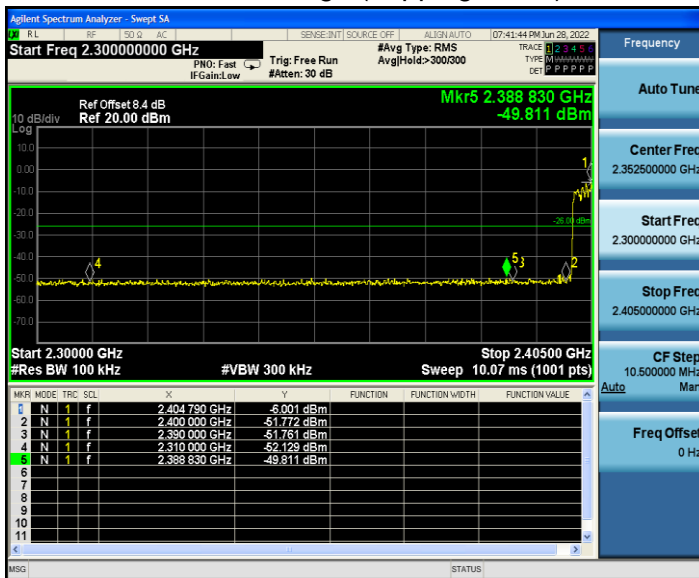 Agilent Spectrum Analyzer - Swept SA
LXI RL RF 50 Ω AC SENSE:INT SOURCE OFF ALIGN AUTO 07:41:44 PM Jun 28, 2022
Start Freq 2.300000000 GHz
#Avg Type: RMS
TRACE 1 2 3 4 5 6
PNO: Fast
Trig: Free Run
Avg|Hold:>300/300
TYPE M
IFGain:Low
#Atten: 30 dB
DET P P P P P P
Mkr5 2.388 830 GHz
-49.811 dBm
Ref Offset 8.4 dB
10 dB/div Ref 20.00 dBm
Log
10.0
0.00
-10.0
-20.0
-30.0
-40.0
-50.0
-60.0
-70.0
1
-26.00 dBm
4
5
3
2
Start 2.30000 GHz
Stop 2.40500 GHz
#Res BW 100 kHz
#VBW 300 kHz
Sweep 10.07 ms (1001 pts)
MKR MODE TRC SCL X Y FUNCTION FUNCTION WIDTH FUNCTION VALUE
1 N 1 f 2.404 790 GHz -6.001 dBm
2 N 1 f 2.400 000 GHz -51.772 dBm
3 N 1 f 2.390 000 GHz -51.761 dBm
4 N 1 f 2.310 000 GHz -52.129 dBm
5 N 1 f 2.388 830 GHz -49.811 dBm
6
7
8
9
10
11
MSG
STATUS
Frequency
Auto Tune
Center Freq
2.352500000 GHz
Start Freq
2.300000000 GHz
Stop Freq
2.405000000 GHz
CF Step
10.500000 MHz
Auto Man
Freq Offset
0 Hz